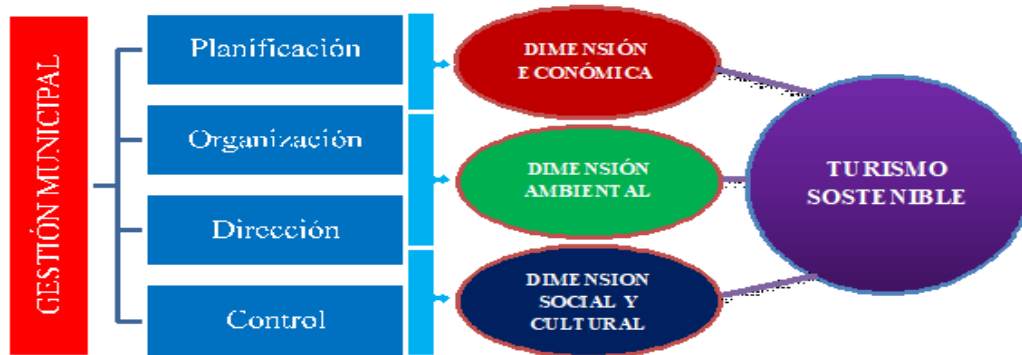 GESTIÓN MUNICIPAL
Planificación
Organización
Dirección
Control
DIMENSIÓN
ECONÓMICA
DIMENSIÓN
AMBIENTAL
DIMENSION
SOCIAL Y
CULTURAL
TURISMO
SOSTENIBLE